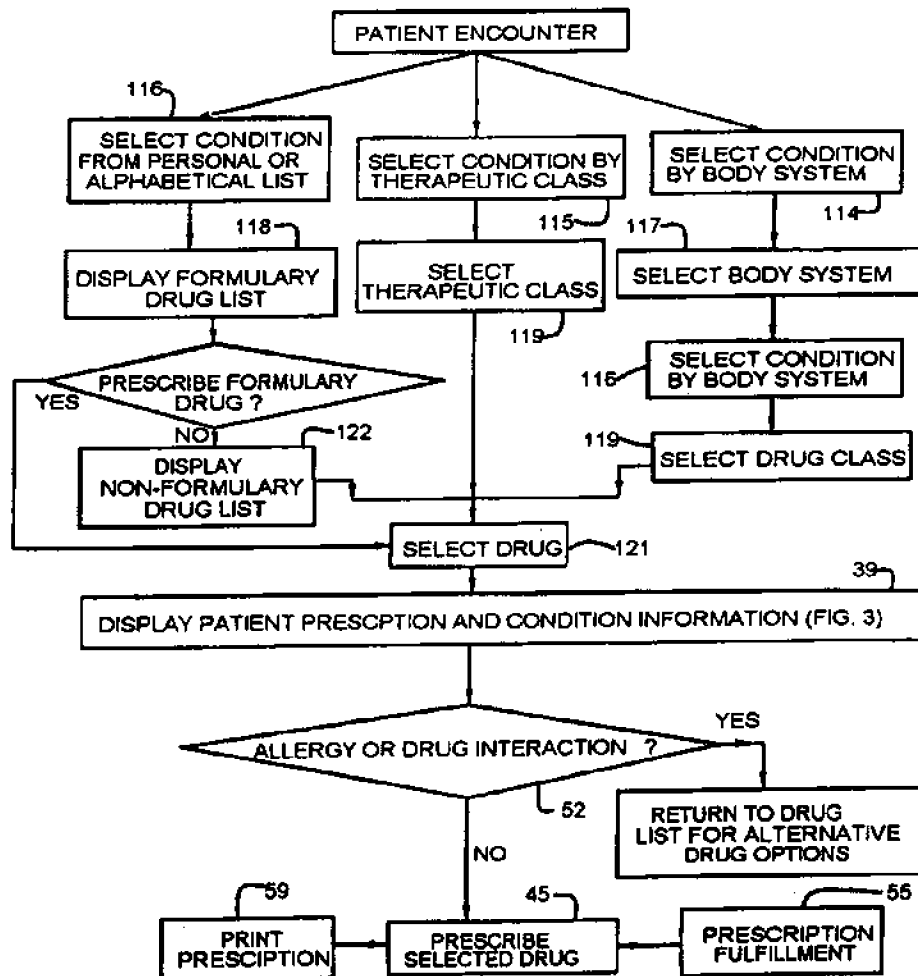 PATIENT ENCOUNTER
116
SELECT CONDITION
FROM PERSONAL OR
ALPHABETICAL LIST
SELECT CONDITION BY
THERAPEUTIC CLASS
115
SELECT CONDITION
BY BODY SYSTEM
114
118
DISPLAY FORMULARY
DRUG LIST
SELECT
THERAPEUTIC CLASS
119
117
SELECT BODY SYSTEM
PRESCRIBE FORMULARY
DRUG ?
YES
NO
116
SELECT CONDITION
BY BODY SYSTEM
122
DISPLAY
NON-FORMULARY
DRUG LIST
119
SELECT DRUG CLASS
SELECT DRUG
121
39
DISPLAY PATIENT PRESCPTION AND CONDITION INFORMATION (FIG. 3)
ALLERGY OR DRUG INTERACTION ?
YES
52
NO
RETURN TO DRUG
LIST FOR ALTERNATIVE
DRUG OPTIONS
59
PRINT
PRESCIPTION
45
PRESCRIBE
SELECTED DRUG
55
PRESCRIPTION
FULFILLMENT